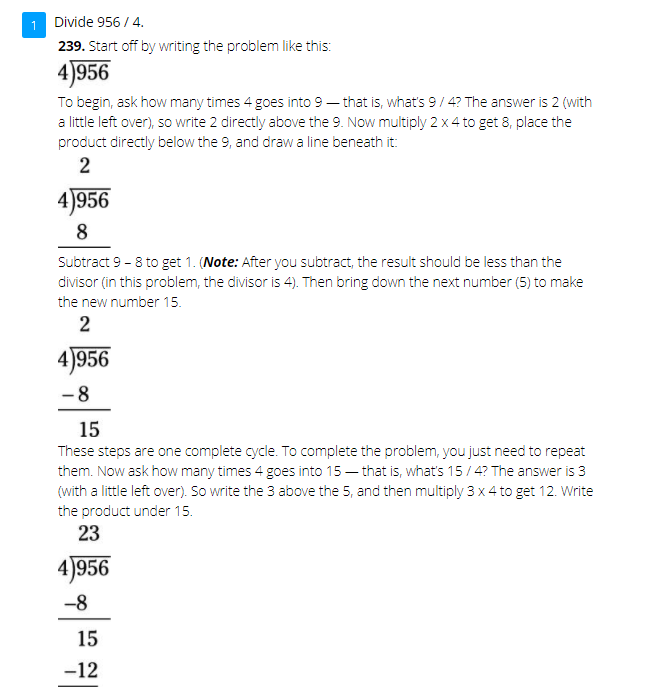 1 Divide 956 / 4.
239. Start off by writing the problem like this:
4)956
To begin, ask how many times 4 goes into 9 — that is, what's 9 / 4? The answer is 2 (with
a little left over), so write 2 directly above the 9. Now multiply 2 x 4 to get 8, place the
product directly below the 9, and draw a line beneath it:
2
4)956
8
Subtract 9 – 8 to get 1. (Note: After you subtract, the result should be less than the
divisor (in this problem, the divisor is 4). Then bring down the next number (5) to make
the new number 15.
2
4)956
−8
15
These steps are one complete cycle. To complete the problem, you just need to repeat
them. Now ask how many times 4 goes into 15 — that is, what's 15 / 4? The answer is 3
(with a little left over). So write the 3 above the 5, and then multiply 3 x 4 to get 12. Write
the product under 15.
23
4)956
−8
15
−12